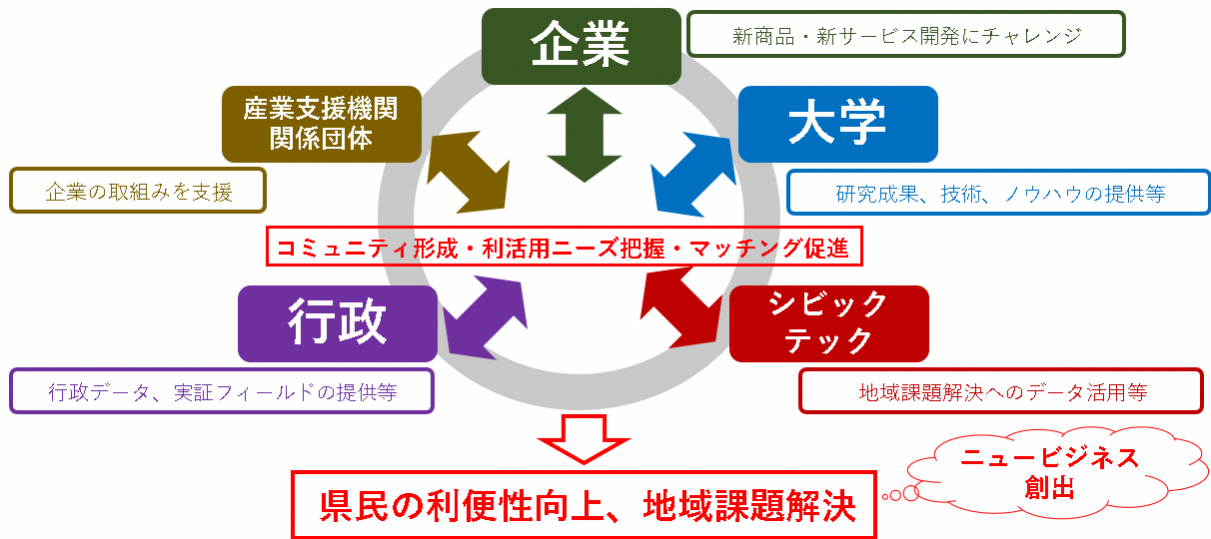 企業
新商品・新サービス開発にチャレンジ
産業支援機関
関係団体
大学
企業の取組みを支援
研究成果、技術、ノウハウの提供等
コミュニティ形成・利活用ニーズ把握・マッチング促進
行政
シビック
テック
行政データ、実証フィールドの提供等
地域課題解決へのデータ活用等
ニュービジネス
創出
県民の利便性向上、地域課題解決